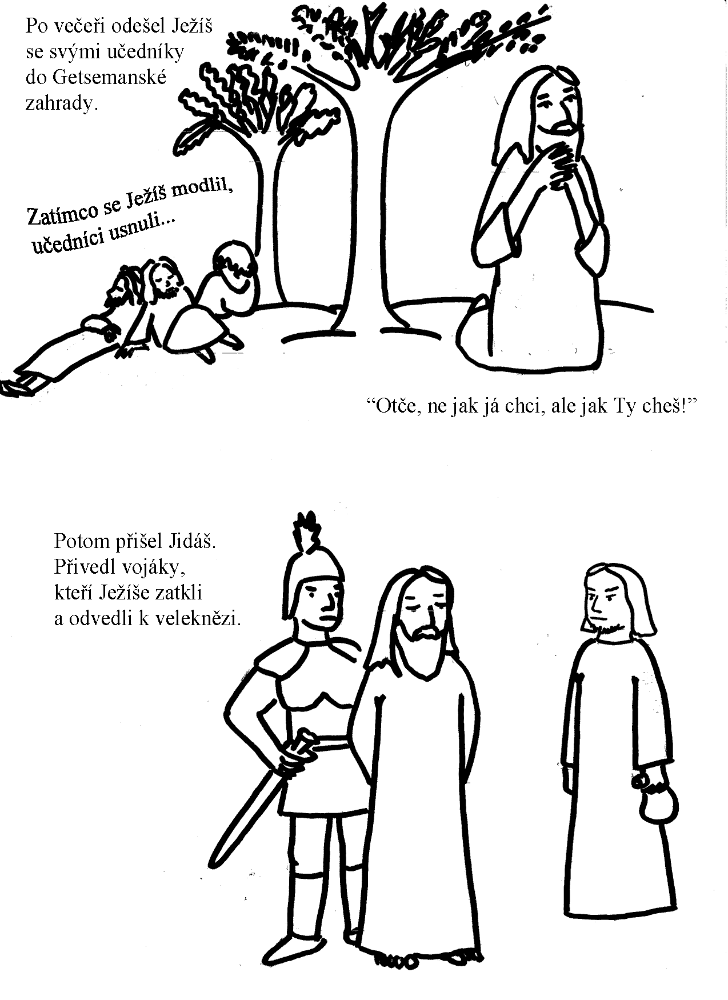 Po večeři odešel Ježíš
se svými učedníky
do Getsemanské
zahrady.
Zatímco se Ježíš modlil,
učedníci usnuli...
“Otče, ne jak já chci, ale jak Ty cheš!”
Potom přišel Jidáš.
Přivedl vojáky,
kteří Ježíše zatkli
a odvedli k veleknězi.